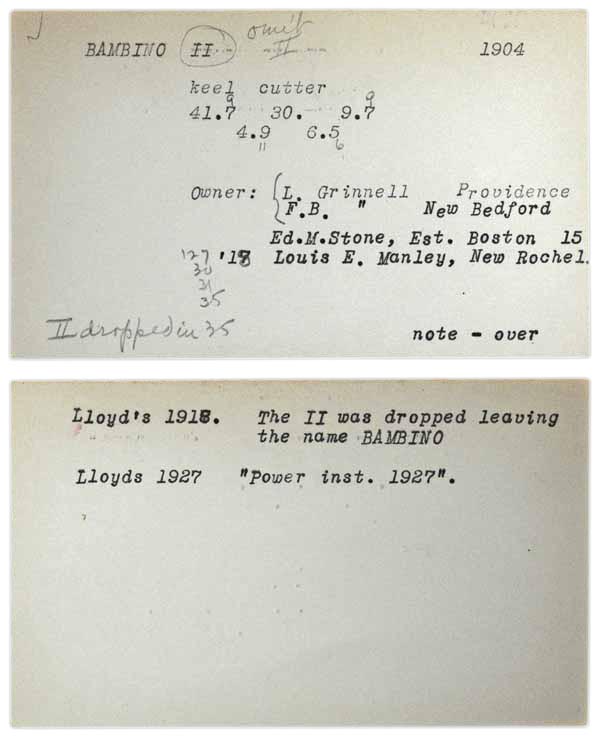 omit
BAMBINO II II 1904
keel cutter
9 9
41.7 30. 9.7
4.9 6.5
11 6
Owner: L. Grinnell Providence
F.B. " New Bedford
Ed.M.Stone, Est. Boston 15
'27 '18 Louis E. Manley, New Rochel.
30
31
35
II dropped in 35
note - over
Lloyd's 1918. The II was dropped leaving
the name BAMBINO
Lloyds 1927 "Power inst. 1927".